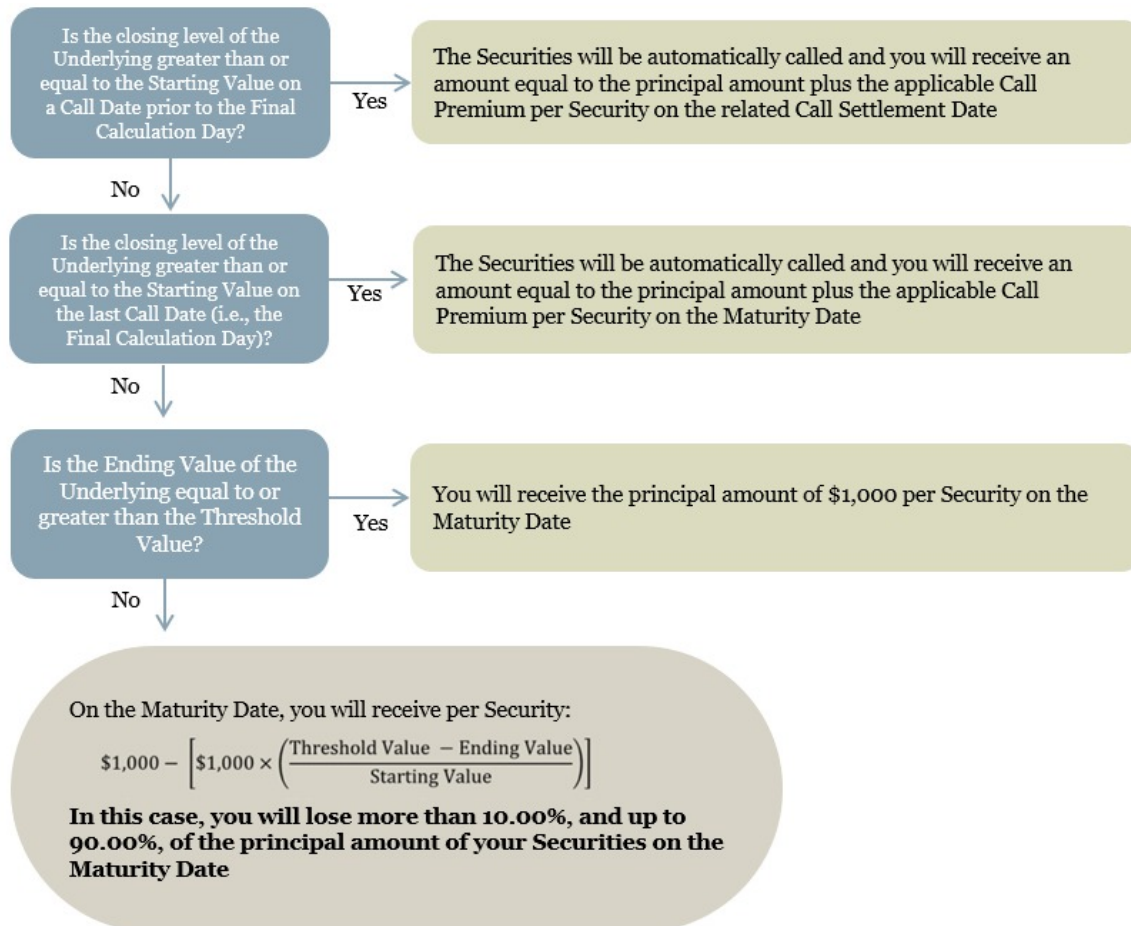 Is the closing level of the
Underlying greater than or
equal to the Starting Value on
a Call Date prior to the Final
Calculation Day?
Yes
The Securities will be automatically called and you will receive an
amount equal to the principal amount plus the applicable Call
Premium per Security on the related Call Settlement Date
No
Is the closing level of the
Underlying greater than or
equal to the Starting Value on
the last Call Date (i.e., the
Final Calculation Day)?
Yes
The Securities will be automatically called and you will receive an
amount equal to the principal amount plus the applicable Call
Premium per Security on the Maturity Date
No
Is the Ending Value of the
Underlying equal to or
greater than the Threshold
Value?
Yes
You will receive the principal amount of $1,000 per Security on the
Maturity Date
No
On the Maturity Date, you will receive per Security:
$1,000 − [$1,000 × (Threshold Value − Ending Value / Starting Value)]
In this case, you will lose more than 10.00%, and up to
90.00%, of the principal amount of your Securities on the
Maturity Date